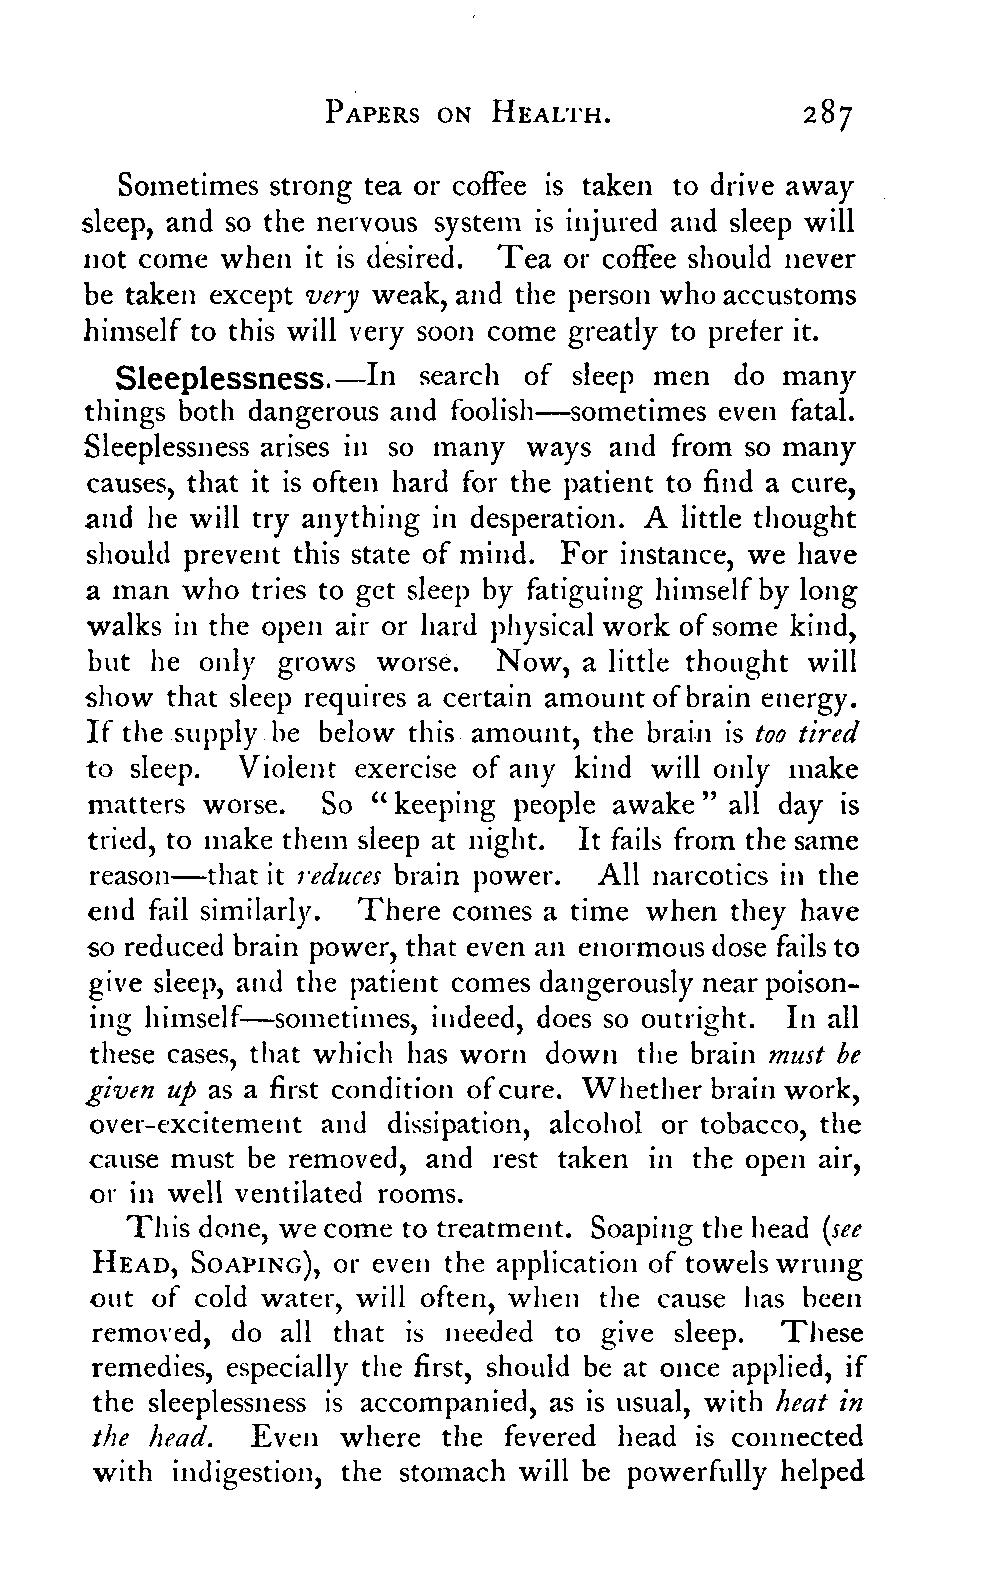 PAPERS ON HEALTH. 287
Sometimes strong tea or coffee is taken to drive away
sleep, and so the nervous system is injured and sleep will
not come when it is desired. Tea or coffee should never
be taken except very weak, and the person who accustoms
himself to this will very soon come greatly to prefer it.
Sleeplessness.—In search of sleep men do many
things both dangerous and foolish—sometimes even fatal.
Sleeplessness arises in so many ways and from so many
causes, that it is often hard for the patient to find a cure,
and he will try anything in desperation. A little thought
should prevent this state of mind. For instance, we have
a man who tries to get sleep by fatiguing himself by long
walks in the open air or hard physical work of some kind,
but he only grows worse. Now, a little thought will
show that sleep requires a certain amount of brain energy.
If the supply be below this amount, the brain is too tired
to sleep. Violent exercise of any kind will only make
matters worse. So “keeping people awake” all day is
tried, to make them sleep at night. It fails from the same
reason—that it reduces brain power. All narcotics in the
end fail similarly. There comes a time when they have
so reduced brain power, that even an enormous dose fails to
give sleep, and the patient comes dangerously near poison-
ing himself—sometimes, indeed, does so outright. In all
these cases, that which has worn down the brain must be
given up as a first condition of cure. Whether brain work,
over-excitement and dissipation, alcohol or tobacco, the
cause must be removed, and rest taken in the open air,
or in well ventilated rooms.
This done, we come to treatment. Soaping the head (see
HEAD, SOAPING), or even the application of towels wrung
out of cold water, will often, when the cause has been
removed, do all that is needed to give sleep. These
remedies, especially the first, should be at once applied, if
the sleeplessness is accompanied, as is usual, with heat in
the head. Even where the fevered head is connected
with indigestion, the stomach will be powerfully helped